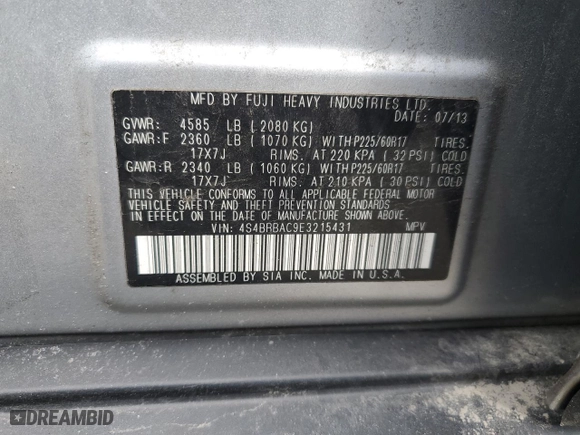 MFD BY FUJI HEAVY INDUSTRIES LTD.
DATE: 07/13
GVWR: 4585 LB ( 2080 KG)
GAWR:F 2360 LB ( 1070 KG) WITH P225/60R17 TIRES.
17X7J RIMS. AT 220 KPA ( 32 PSI) COLD
GAWR:R 2340 LB ( 1060 KG) WITH P225/60R17 TIRES.
17X7J RIMS. AT 210 KPA ( 30 PSI) COLD
THIS VEHICLE CONFORMS TO ALL APPLICABLE FEDERAL MOTOR
VEHICLE SAFETY AND THEFT PREVENTION STANDARDS
IN EFFECT ON THE DATE OF MANUFACTURE SHOWN ABOVE.
VIN: 4S4BRBAC9E3215431 MPV
ASSEMBLED BY SIA INC. MADE IN U.S.A.
DREAMBID